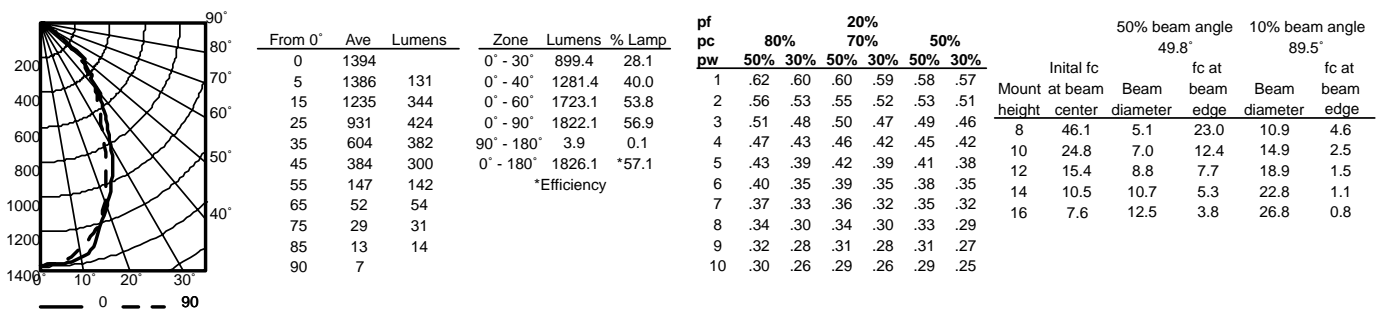 90˚
80˚
70˚
60˚
50˚
40˚
200
400
600
800
1000
1200
1400
0˚ 10˚ 20˚ 30˚
0 90
From 0˚ Ave Lumens
0 1394
5 1386 131
15 1235 344
25 931 424
35 604 382
45 384 300
55 147 142
65 52 54
75 29 31
85 13 14
90 7
Zone Lumens % Lamp
0˚ - 30˚ 899.4 28.1
0˚ - 40˚ 1281.4 40.0
0˚ - 60˚ 1723.1 53.8
0˚ - 90˚ 1822.1 56.9
90˚ - 180˚ 3.9 0.1
0˚ - 180˚ 1826.1 *57.1
*Efficiency
pf 20%
pc 80% 70% 50%
pw 50% 30% 50% 30% 50% 30%
1 .62 .60 .60 .59 .58 .57
2 .56 .53 .55 .52 .53 .51
3 .51 .48 .50 .47 .49 .46
4 .47 .43 .46 .42 .45 .42
5 .43 .39 .42 .39 .41 .38
6 .40 .35 .39 .35 .38 .35
7 .37 .33 .36 .32 .35 .32
8 .34 .30 .34 .30 .33 .29
9 .32 .28 .31 .28 .31 .27
10 .30 .26 .29 .26 .29 .25
50% beam angle 10% beam angle
49.8˚ 89.5˚
Inital fc fc at fc at
Mount at beam Beam beam Beam beam
height center diameter edge diameter edge
8 46.1 5.1 23.0 10.9 4.6
10 24.8 7.0 12.4 14.9 2.5
12 15.4 8.8 7.7 18.9 1.5
14 10.5 10.7 5.3 22.8 1.1
16 7.6 12.5 3.8 26.8 0.8